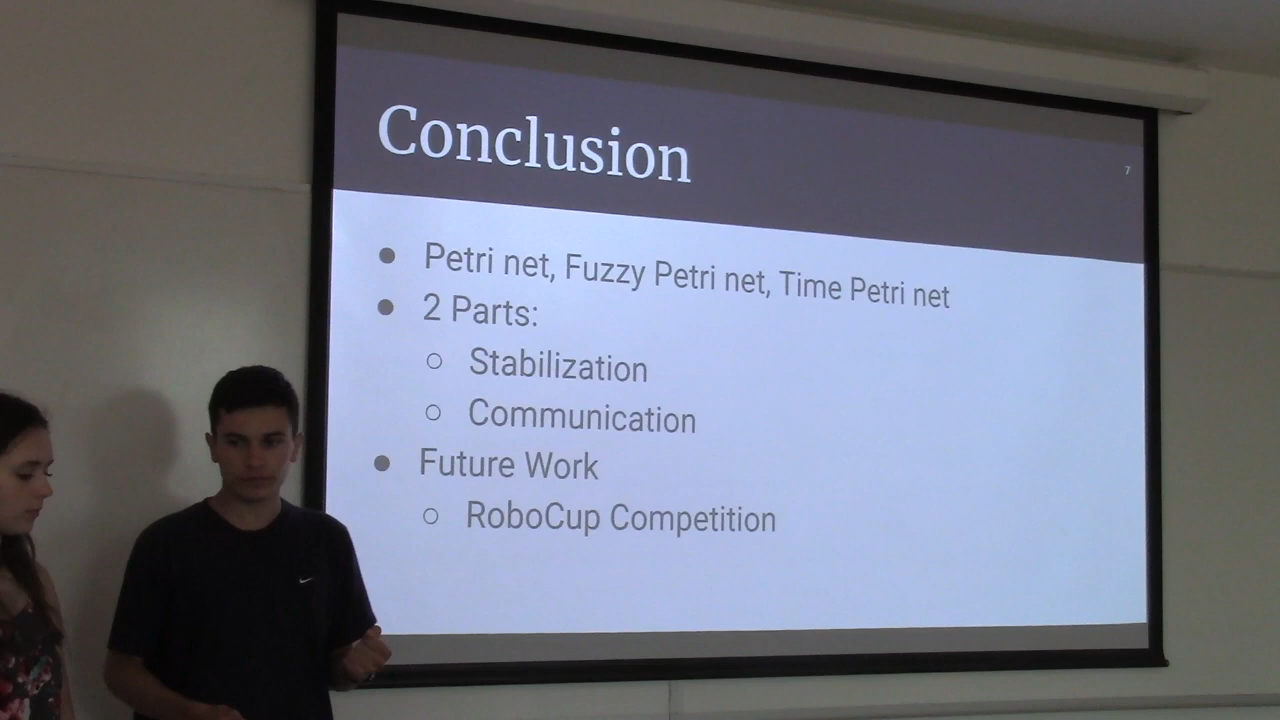 Conclusion
7
● Petri net, Fuzzy Petri net, Time Petri net
● 2 Parts:
○ Stabilization
○ Communication
● Future Work
○ RoboCup Competition